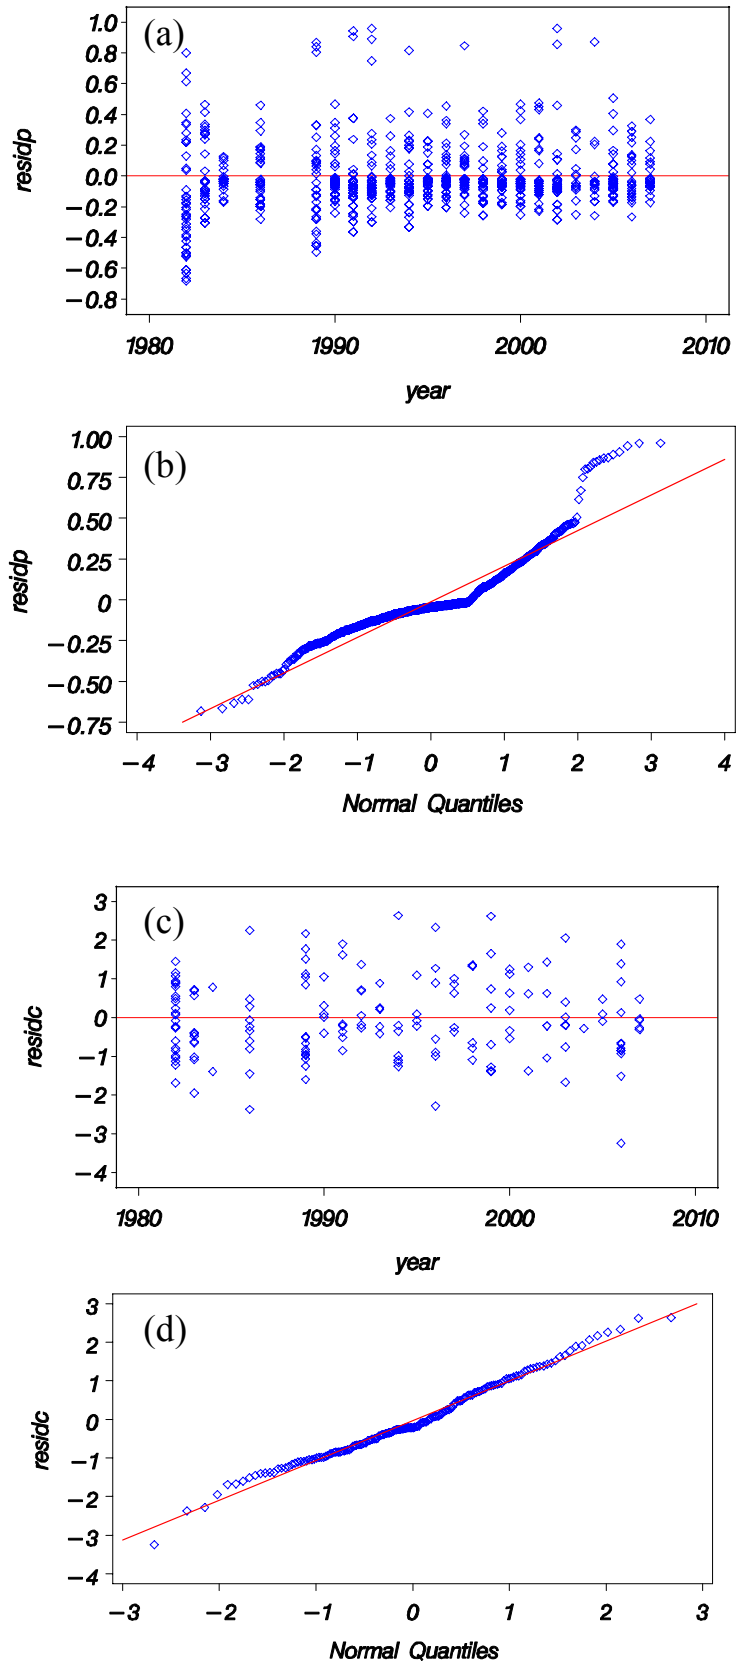 (a)
1.0
0.8
0.6
0.4
0.2
0.0
−0.2
−0.4
−0.6
−0.8
residp
1980 1990 2000 2010
year
(b)
1.00
0.75
0.50
0.25
0
−0.25
−0.50
−0.75
residp
−4 −3 −2 −1 0 1 2 3 4
Normal Quantiles
(c)
3
2
1
0
−1
−2
−3
−4
residc
1980 1990 2000 2010
year
(d)
3
2
1
0
−1
−2
−3
−4
residc
−3 −2 −1 0 1 2 3
Normal Quantiles